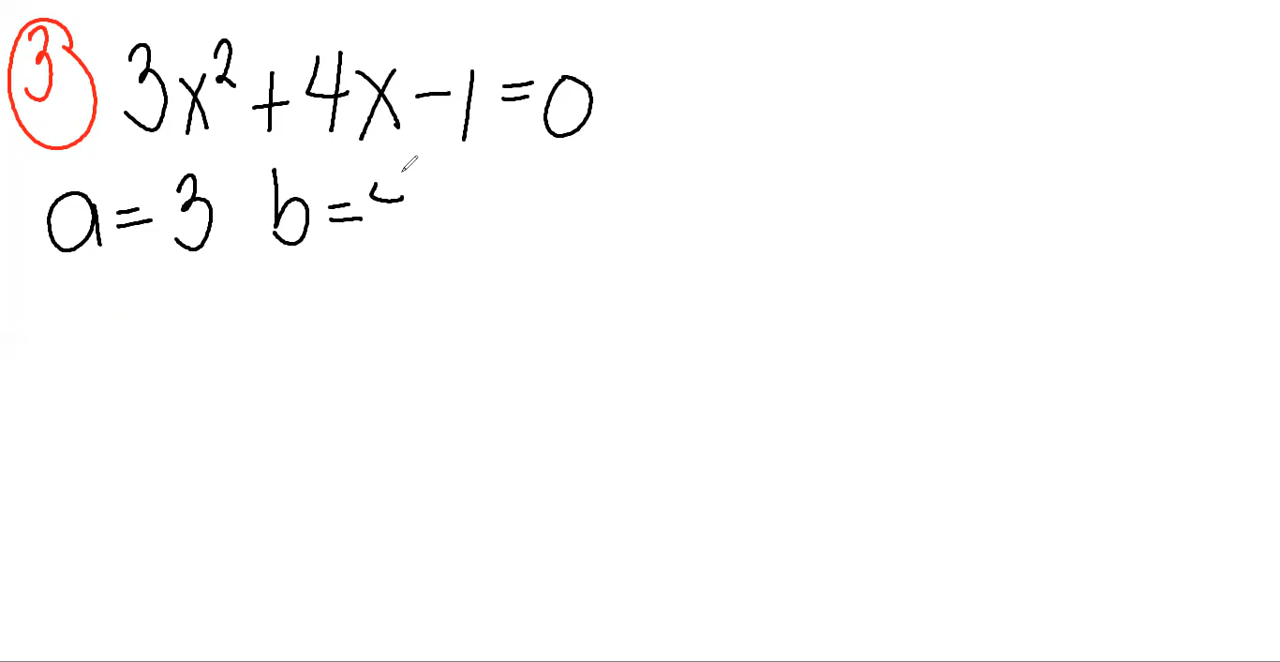 3 3x² + 4x - 1 = 0
a = 3 b =